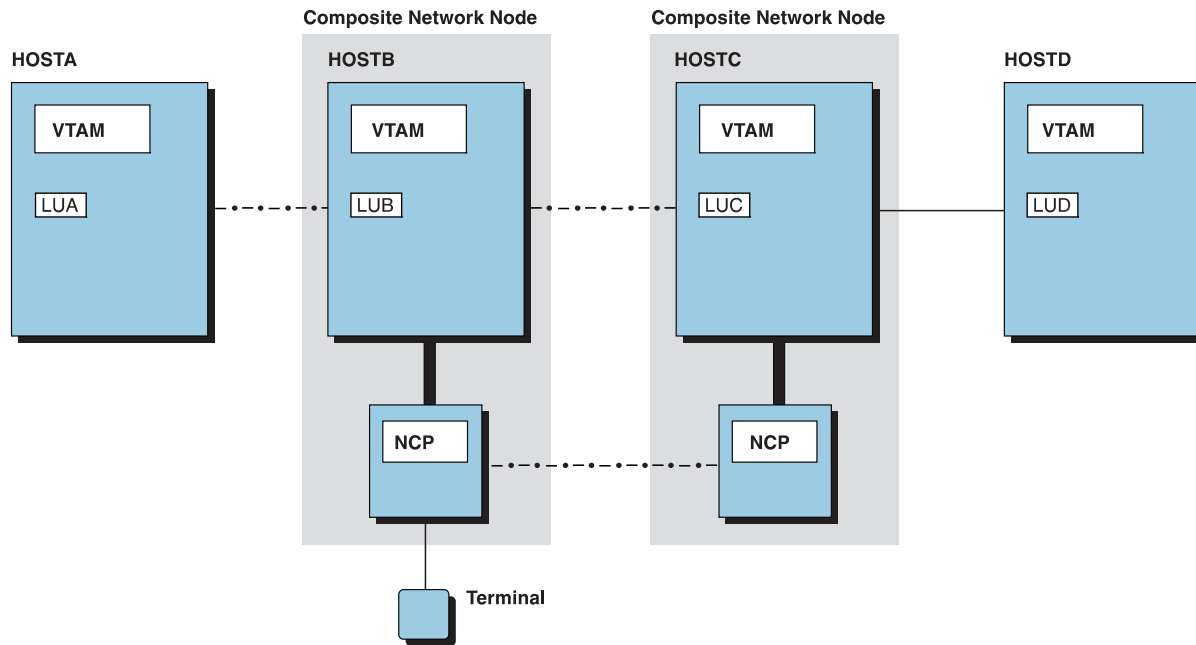 Composite Network Node
Composite Network Node
HOSTA
HOSTB
HOSTC
HOSTD
VTAM
VTAM
VTAM
VTAM
LUA
LUB
LUC
LUD
NCP
NCP
Terminal